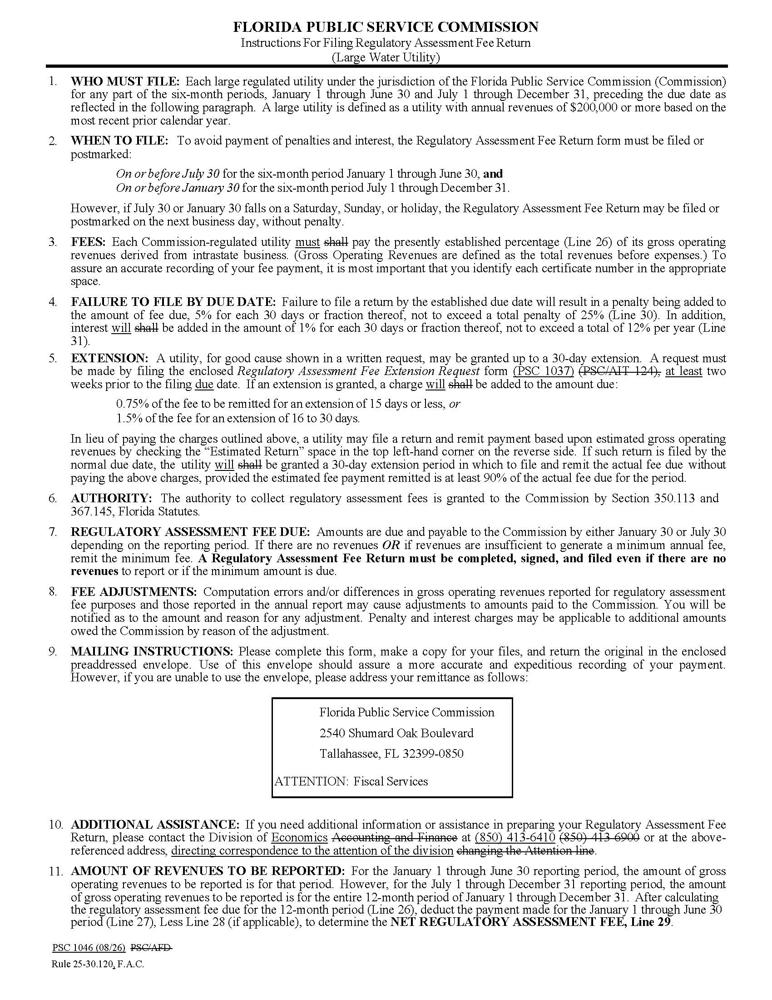 FLORIDA PUBLIC SERVICE COMMISSION
Instructions For Filing Regulatory Assessment Fee Return
(Large Water Utility)
1. WHO MUST FILE: Each large regulated utility under the jurisdiction of the Florida Public Service Commission (Commission)
for any part of the six-month periods, January 1 through June 30 and July 1 through December 31, preceding the due date as
reflected in the following paragraph. A large utility is defined as a utility with annual revenues of $200,000 or more based on the
most recent prior calendar year.
2. WHEN TO FILE: To avoid payment of penalties and interest, the Regulatory Assessment Fee Return form must be filed or
postmarked:
On or before July 30 for the six-month period January 1 through June 30, and
On or before January 30 for the six-month period July 1 through December 31.
However, if July 30 or January 30 falls on a Saturday, Sunday, or holiday, the Regulatory Assessment Fee Return may be filed or
postmarked on the next business day, without penalty.
3. FEES: Each Commission-regulated utility must shall pay the presently established percentage (Line 26) of its gross operating
revenues derived from intrastate business. (Gross Operating Revenues are defined as the total revenues before expenses.) To
assure an accurate recording of your fee payment, it is most important that you identify each certificate number in the appropriate
space.
4. FAILURE TO FILE BY DUE DATE: Failure to file a return by the established due date will result in a penalty being added to
the amount of fee due, 5% for each 30 days or fraction thereof, not to exceed a total penalty of 25% (Line 30). In addition,
interest will shall be added in the amount of 1% for each 30 days or fraction thereof, not to exceed a total of 12% per year (Line
31).
5. EXTENSION: A utility, for good cause shown in a written request, may be granted up to a 30-day extension. A request must
be made by filing the enclosed Regulatory Assessment Fee Extension Request form (PSC 1037) (PSC/AIT 124), at least two
weeks prior to the filing due date. If an extension is granted, a charge will shall be added to the amount due:
0.75% of the fee to be remitted for an extension of 15 days or less, or
1.5% of the fee for an extension of 16 to 30 days.
In lieu of paying the charges outlined above, a utility may file a return and remit payment based upon estimated gross operating
revenues by checking the “Estimated Return” space in the top left-hand corner on the reverse side. If such return is filed by the
normal due date, the utility will shall be granted a 30-day extension period in which to file and remit the actual fee due without
paying the above charges, provided the estimated fee payment remitted is at least 90% of the actual fee due for the period.
6. AUTHORITY: The authority to collect regulatory assessment fees is granted to the Commission by Section 350.113 and
367.145, Florida Statutes.
7. REGULATORY ASSESSMENT FEE DUE: Amounts are due and payable to the Commission by either January 30 or July 30
depending on the reporting period. If there are no revenues OR if revenues are insufficient to generate a minimum annual fee,
remit the minimum fee. A Regulatory Assessment Fee Return must be completed, signed, and filed even if there are no
revenues to report or if the minimum amount is due.
8. FEE ADJUSTMENTS: Computation errors and/or differences in gross operating revenues reported for regulatory assessment
fee purposes and those reported in the annual report may cause adjustments to amounts paid to the Commission. You will be
notified as to the amount and reason for any adjustment. Penalty and interest charges may be applicable to additional amounts
owed the Commission by reason of the adjustment.
9. MAILING INSTRUCTIONS: Please complete this form, make a copy for your files, and return the original in the enclosed
preaddressed envelope. Use of this envelope should assure a more accurate and expeditious recording of your payment.
However, if you are unable to use the envelope, please address your remittance as follows:
Florida Public Service Commission
2540 Shumard Oak Boulevard
Tallahassee, FL 32399-0850
ATTENTION: Fiscal Services
10. ADDITIONAL ASSISTANCE: If you need additional information or assistance in preparing your Regulatory Assessment Fee
Return, please contact the Division of Economics Accounting and Finance at (850) 413-6410 (850) 413-6900 or at the above-
referenced address, directing correspondence to the attention of the division changing the Attention line.
11. AMOUNT OF REVENUES TO BE REPORTED: For the January 1 through June 30 reporting period, the amount of gross
operating revenues to be reported is for that period. However, for the July 1 through December 31 reporting period, the amount
of gross operating revenues to be reported is for the entire 12-month period of January 1 through December 31. After calculating
the regulatory assessment fee due for the 12-month period (Line 26), deduct the payment made for the January 1 through June 30
period (Line 27), Less Line 28 (if applicable), to determine the NET REGULATORY ASSESSMENT FEE, Line 29.
PSC 1046 (08/26) PSC/AFD
Rule 25-30.120, F.A.C.